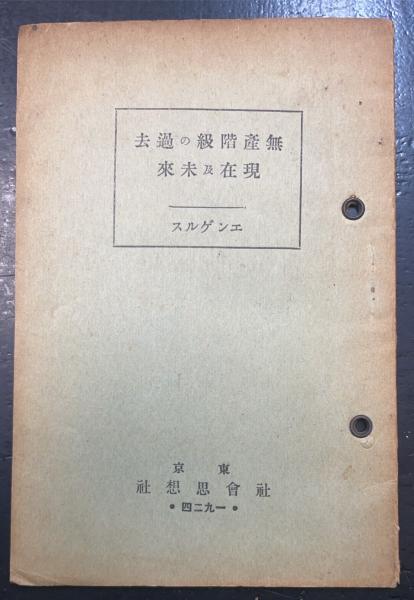 無產階級の過去
現在及未來
エンゲルス
東京
社會思想社
•一九二四•